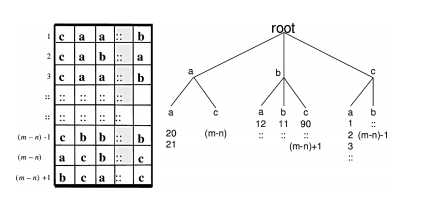 1 c a a :: b
2 c a b :: a
3 c a a :: b
:: :: :: :: ::
:: :: :: :: ::
(m−n) -1 c b b :: b
(m−n) a c b :: c
(m−n) +1 b c a :: c
root
a b c
a c a b c a b
20 (m-n) 12 11 90 1 ::
21 :: :: :: 2 (m-n)-1
(m-n)+1 3
::